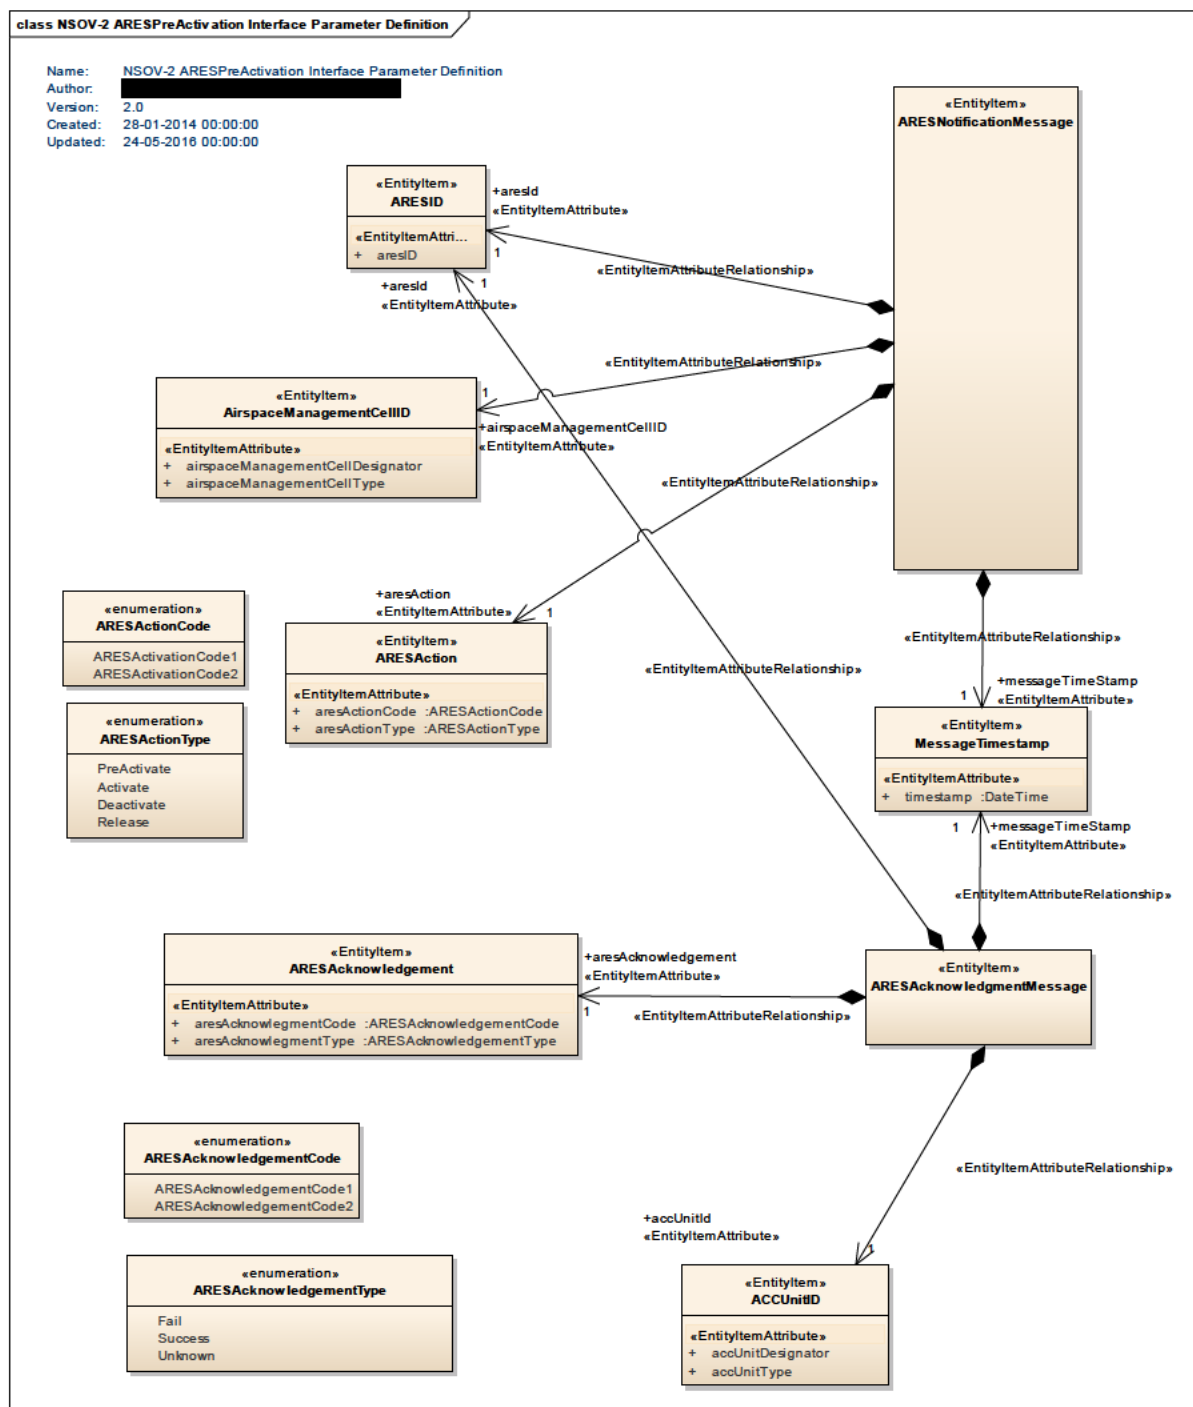 class NSOV-2 ARESPreActivation Interface Parameter Definition
Name: NSOV-2 ARESPreActivation Interface Parameter Definition
Author:
Version: 2.0
Created: 28-01-2014 00:00:00
Updated: 24-05-2016 00:00:00
«EntityItem»
ARESNotificationMessage
«EntityItem»
ARESID
«EntityItemAttri...
+ aresID
+aresId
«EntityItemAttribute»
1
«EntityItemAttributeRelationship»
+aresId
1
«EntityItemAttribute»
«EntityItemAttributeRelationship»
«EntityItem»
AirspaceManagementCellID
«EntityItemAttribute»
+ airspaceManagementCellDesignator
+ airspaceManagementCellType
1
+airspaceManagementCellID
«EntityItemAttribute»
«EntityItemAttributeRelationship»
+aresAction
«EntityItemAttribute»
1
«enumeration»
ARESActionCode
ARESActivationCode1
ARESActivationCode2
«EntityItem»
ARESAction
«EntityItemAttribute»
+ aresActionCode :ARESActionCode
+ aresActionType :ARESActionType
«EntityItemAttributeRelationship»
«EntityItemAttributeRelationship»
+messageTimeStamp
1
«EntityItemAttribute»
«enumeration»
ARESActionType
PreActivate
Activate
Deactivate
Release
«EntityItem»
MessageTimestamp
«EntityItemAttribute»
+ timestamp :DateTime
1
+messageTimeStamp
«EntityItemAttribute»
«EntityItemAttributeRelationship»
«EntityItem»
ARESAcknowledgement
«EntityItemAttribute»
+ aresAcknowlegmentCode :ARESAcknowledgementCode
+ aresAcknowlegmentType :ARESAcknowledgementType
+aresAcknowledgement
«EntityItemAttribute»
1
«EntityItemAttributeRelationship»
«EntityItem»
ARESAcknowledgmentMessage
«enumeration»
ARESAcknowledgementCode
ARESAcknowledgementCode1
ARESAcknowledgementCode2
«EntityItemAttributeRelationship»
+accUnitId
«EntityItemAttribute»
1
«enumeration»
ARESAcknowledgementType
Fail
Success
Unknown
«EntityItem»
ACCUnitID
«EntityItemAttribute»
+ accUnitDesignator
+ accUnitType